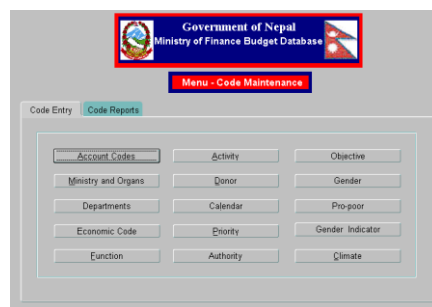 Government of Nepal
Ministry of Finance Budget Database
Menu - Code Maintenance
Code Entry Code Reports
Account Codes Activity Objective
Ministry and Organs Donor Gender
Departments Calendar Pro-poor
Economic Code Priority Gender Indicator
Function Authority Climate